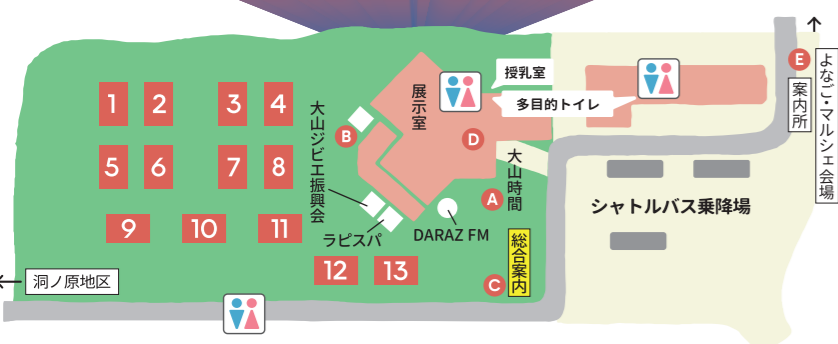 1
2
3
4
5
6
7
8
9
10
11
12
13
大山ジビエ振興会
B
展示室
授乳室
多目的トイレ
D
大山時間
A
ラピスパ
DARAZ FM
総合案内
C
洞ノ原地区
シャトルバス乗降場
E
案内所
よなご・マルシェ会場